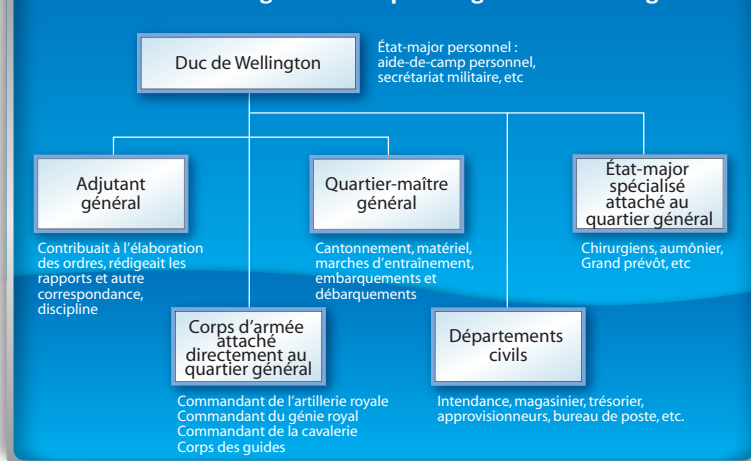 Duc de Wellington
État-major personnel :
aide-de-camp personnel,
secrétariat militaire, etc
Adjutant
général
Contribuait à l'élaboration
des ordres, rédigeait les
rapports et autre
correspondance,
discipline
Quartier-maître
général
Cantonnement, matériel,
marches d'entraînement,
embarquements et
débarquements
État-major
spécialisé
attaché au
quartier général
Chirurgiens, aumônier,
Grand prévôt, etc
Corps d'armée
attaché
directement au
quartier général
Commandant de l'artillerie royale
Commandant du génie royal
Commandant de la cavalerie
Corps des guides
Départements
civils
Intendance, magasinier, trésorier,
approvisionneurs, bureau de poste, etc.